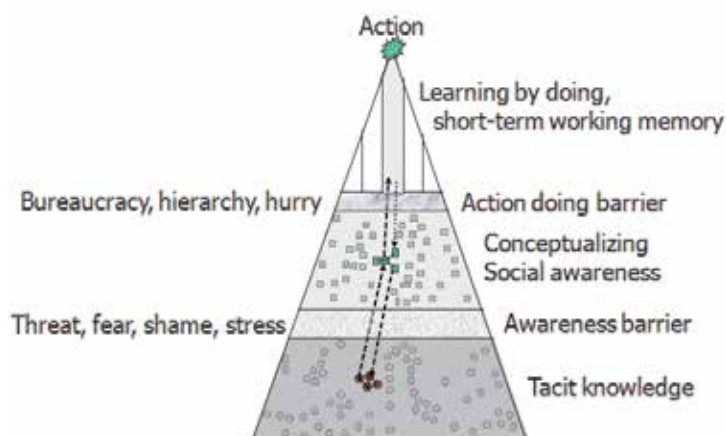 Action
Learning by doing,
short-term working memory
Bureaucracy, hierarchy, hurry
Action doing barrier
Conceptualizing
Social awareness
Threat, fear, shame, stress
Awareness barrier
Tacit knowledge